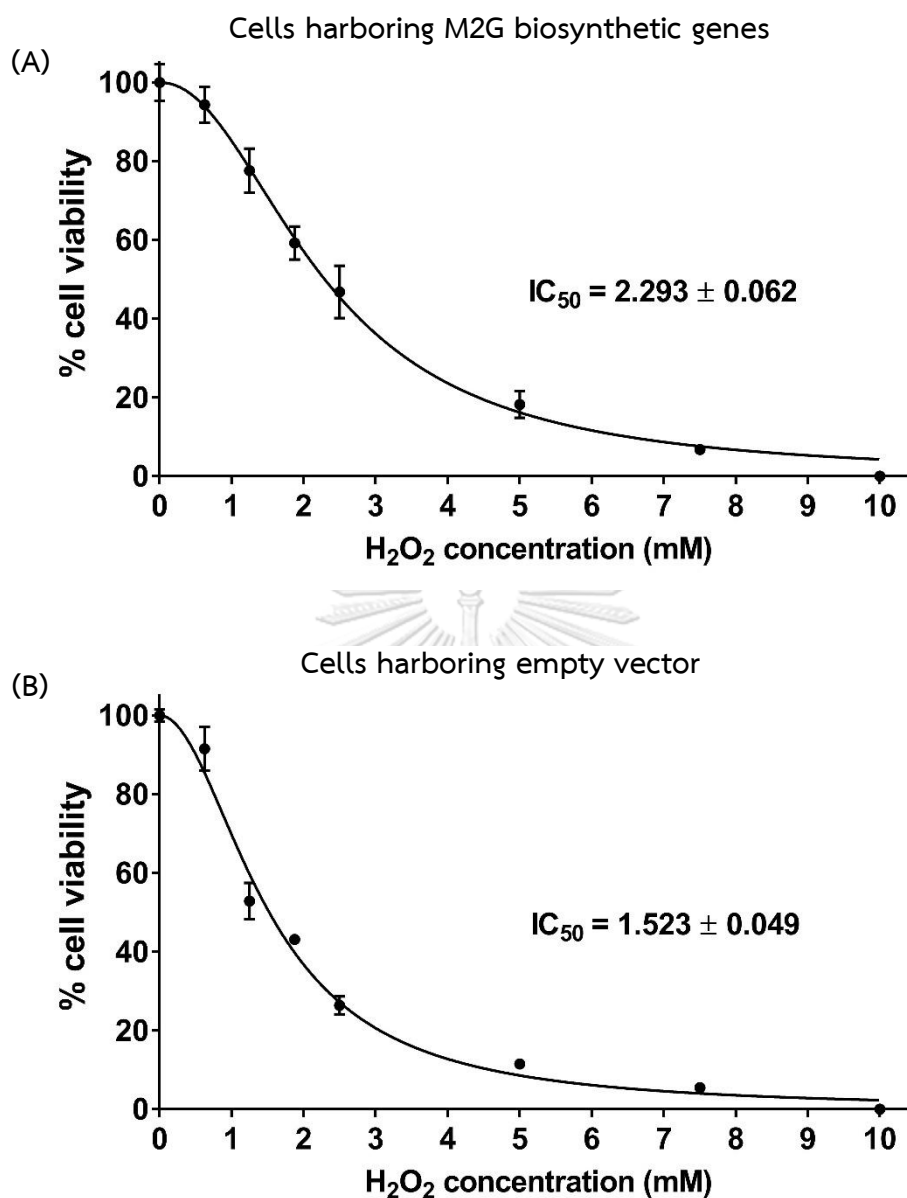 Cells harboring M2G biosynthetic genes
(A)
100
80
60
40
20
0
% cell viability
IC₅₀ = 2.293 ± 0.062
0 1 2 3 4 5 6 7 8 9 10
H₂O₂ concentration (mM)
Cells harboring empty vector
(B)
100
80
60
40
20
0
% cell viability
IC₅₀ = 1.523 ± 0.049
0 1 2 3 4 5 6 7 8 9 10
H₂O₂ concentration (mM)